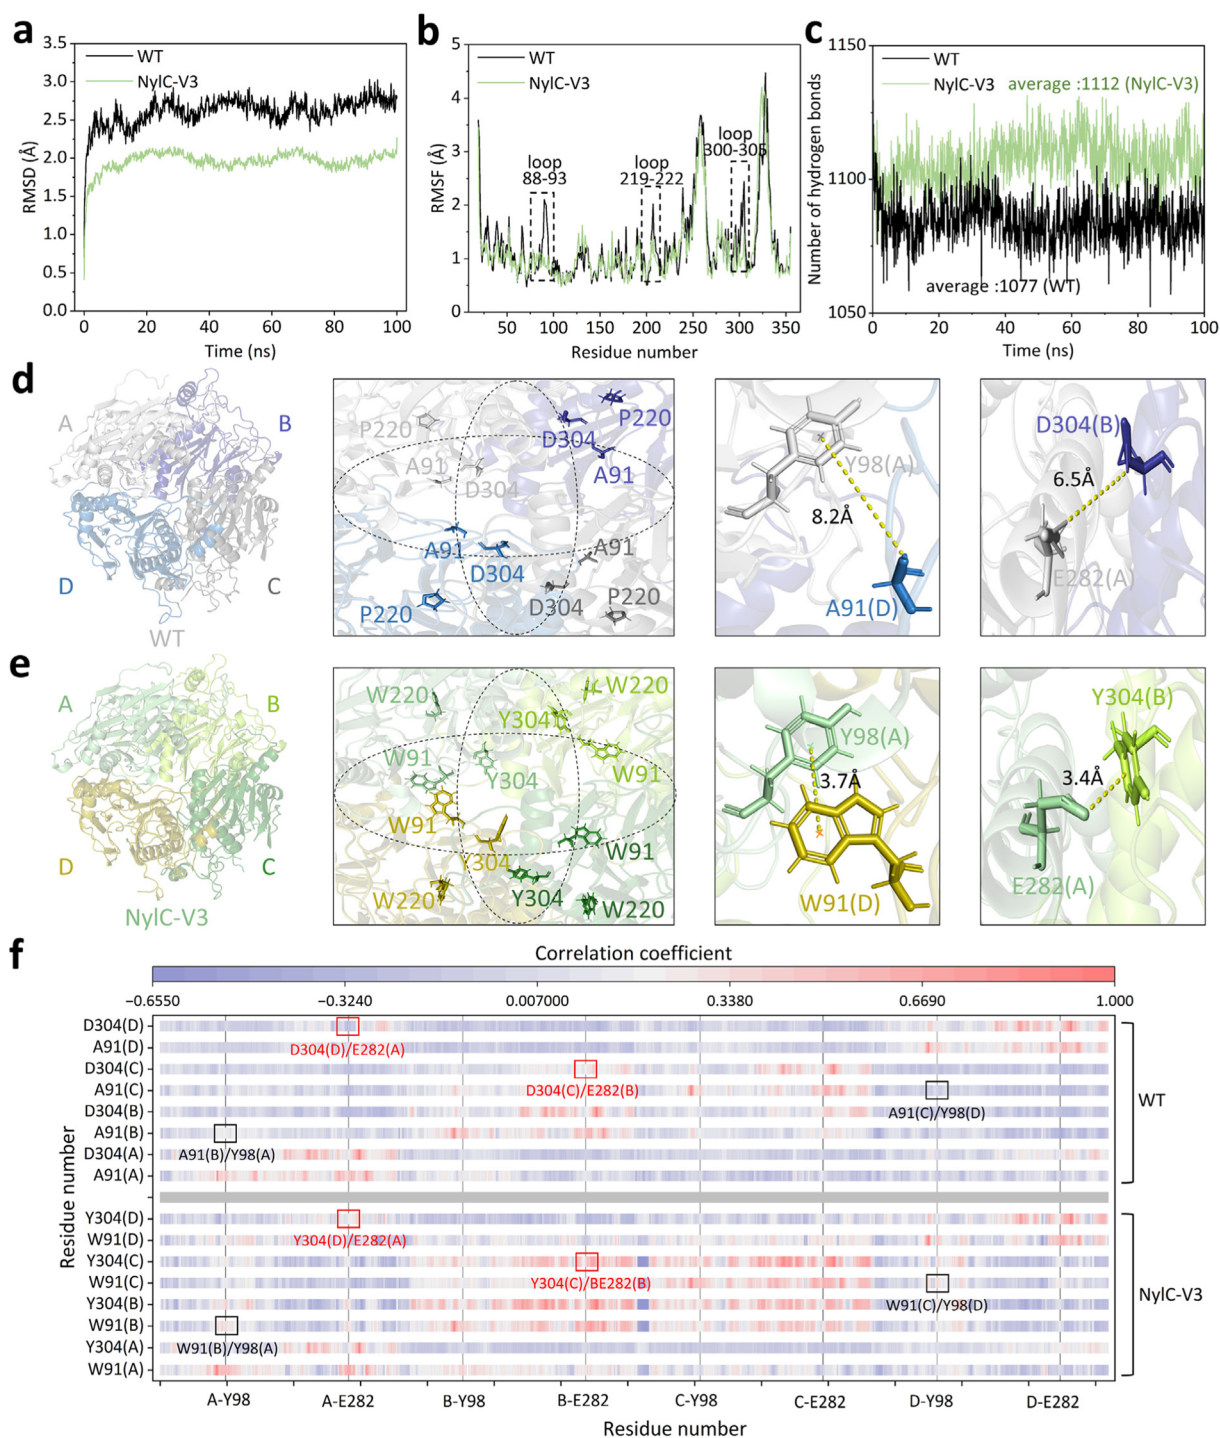 a
b
c
RMSD (Å)
3.5
3.0
2.5
2.0
1.5
1.0
0.5
0.0
WT
NylC-V3
0
20
40
60
80
100
Time (ns)
RMSF (Å)
5
4
3
2
1
0
WT
NylC-V3
loop
88-93
loop
219-222
loop
300-305
50
100
150
200
250
300
350
Residue number
Number of hydrogen bonds
1150
1100
1050
WT
NylC-V3
average :1112 (NylC-V3)
average :1077 (WT)
0
20
40
60
80
100
Time (ns)
d
A
B
D
C
WT
P220
P220
D304
A91
A91
D304
A91
A91
D304
D304
P220
P220
Y98(A)
8.2Å
A91(D)
D304(B)
6.5Å
E282(A)
e
A
B
D
C
NylC-V3
W220
W220
Y304
W91
Y304
W91
W91
Y304
W91
Y304
W220
W220
Y98(A)
3.7Å
W91(D)
Y304(B)
3.4Å
E282(A)
f
Correlation coefficient
−0.6550
−0.3240
0.007000
0.3380
0.6690
1.000
Residue number
D304(D)
A91(D)
D304(C)
A91(C)
D304(B)
A91(B)
D304(A)
A91(A)
Y304(D)
W91(D)
Y304(C)
W91(C)
Y304(B)
W91(B)
Y304(A)
W91(A)
D304(D)/E282(A)
D304(C)/E282(B)
A91(C)/Y98(D)
A91(B)/Y98(A)
WT
Y304(D)/E282(A)
Y304(C)/BE282(B)
W91(C)/Y98(D)
W91(B)/Y98(A)
NylC-V3
A-Y98
A-E282
B-Y98
B-E282
C-Y98
C-E282
D-Y98
D-E282
Residue number